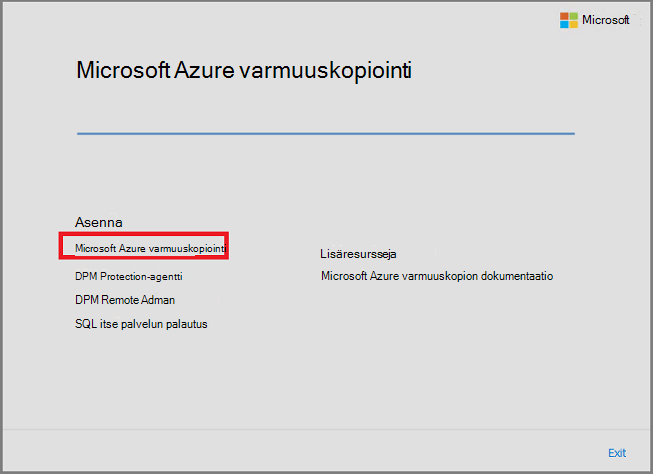 Microsoft
Microsoft Azure varmuuskopiointi
Asenna
Microsoft Azure varmuuskopiointi
DPM Protection-agentti
DPM Remote Adman
SQL itse palvelun palautus
Lisäresursseja
Microsoft Azure varmuuskopion dokumentaatio
Exit